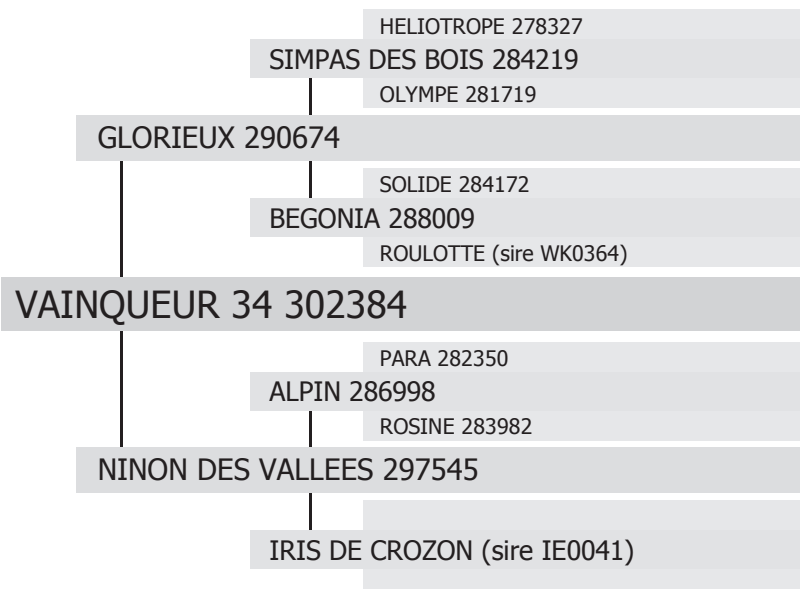 HELIOTROPE 278327
SIMPAS DES BOIS 284219
OLYMPE 281719
GLORIEUX 290674
SOLIDE 284172
BEGONIA 288009
ROULOTTE (sire WK0364)
VAINQUEUR 34 302384
PARA 282350
ALPIN 286998
ROSINE 283982
NINON DES VALLEES 297545
IRIS DE CROZON (sire IE0041)